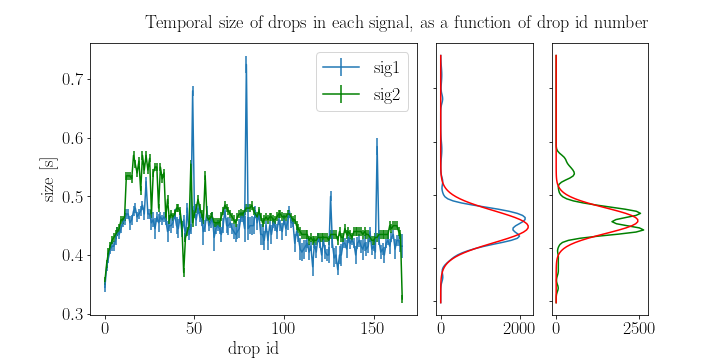 Temporal size of drops in each signal, as a function of drop id number
sig1
sig2
size [s]
0.7
0.6
0.5
0.4
0.3
0
50
100
150
0
2000
0
2500
drop id